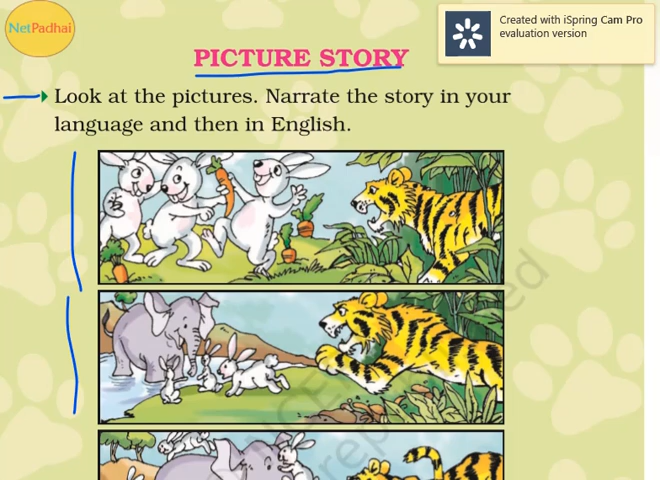 NetPadhai
Created with iSpring Cam Pro
evaluation version
PICTURE STORY
Look at the pictures. Narrate the story in your
language and then in English.